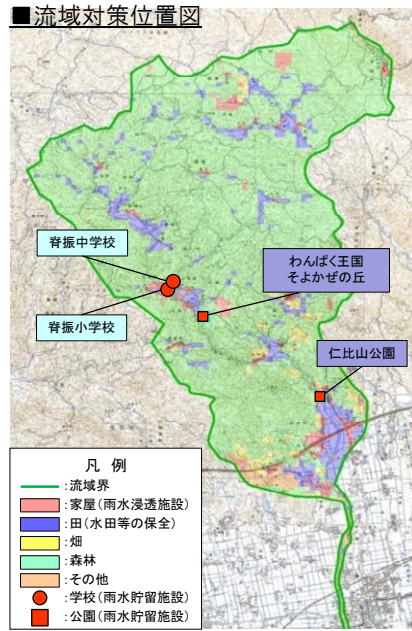 ■流域対策位置図
脊振中学校
わんぱく王国
そよかぜの丘
脊振小学校
仁比山公園
凡 例
:流域界
:家屋(雨水浸透施設)
:田(水田等の保全)
:畑
:森林
:その他
:学校(雨水貯留施設)
:公園(雨水貯留施設)